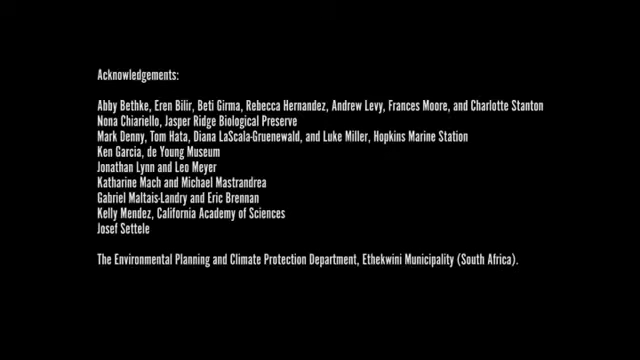 Acknowledgements:
Abby Bethke, Eren Bilir, Beti Girma, Rebecca Hernandez, Andrew Levy, Frances Moore, and Charlotte Stanton
Nona Chiariello, Jasper Ridge Biological Preserve
Mark Denny, Tom Hata, Diana LaScala-Gruenewald, and Luke Miller, Hopkins Marine Station
Ken Garcia, de Young Museum
Jonathan Lynn and Leo Meyer
Katharine Mach and Michael Mastrandrea
Gabriel Maltais-Landry and Eric Brennan
Kelly Mendez, California Academy of Sciences
Josef Settele
The Environmental Planning and Climate Protection Department, Ethekwini Municipality (South Africa).